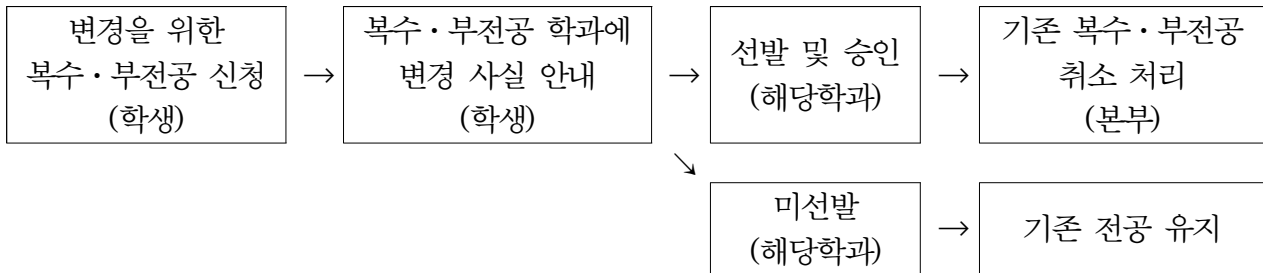 변경을 위한
복수・부전공 신청
(학생)
→
복수・부전공 학과에
변경 사실 안내
(학생)
→
선발 및 승인
(해당학과)
→
기존 복수・부전공
취소 처리
(본부)
↘
미선발
(해당학과)
→
기존 전공 유지